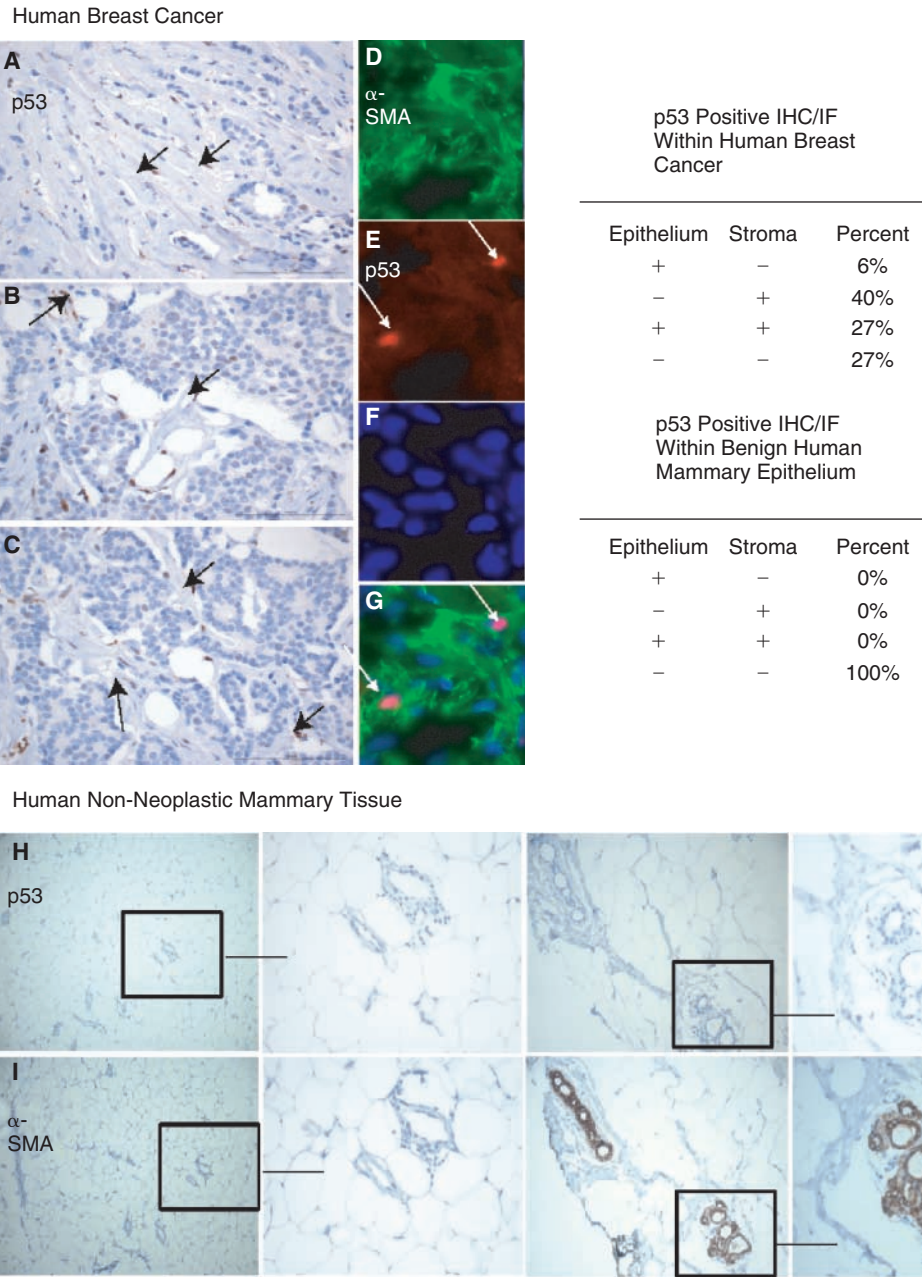 Human Breast Cancer
A
p53
B
C
D
α-
SMA
E
p53
F
G
p53 Positive IHC/IF
Within Human Breast
Cancer
Epithelium Stroma Percent
+ − 6%
− + 40%
+ + 27%
− − 27%
p53 Positive IHC/IF
Within Benign Human
Mammary Epithelium
Epithelium Stroma Percent
+ − 0%
− + 0%
+ + 0%
− − 100%
Human Non-Neoplastic Mammary Tissue
H
p53
I
α-
SMA